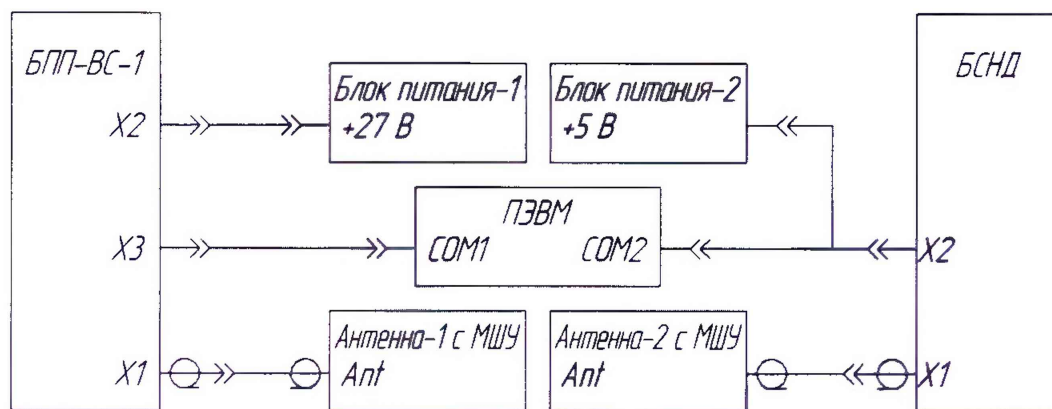 БПП-ВС-1
БСНД
Блок питания-1
+27 В
Блок питания-2
+5 В
X2
ПЭВМ
X3
COM1
COM2
X2
Антенна-1 с МШУ
Ant
Антенна-2 с МШУ
Ant
X1
X1